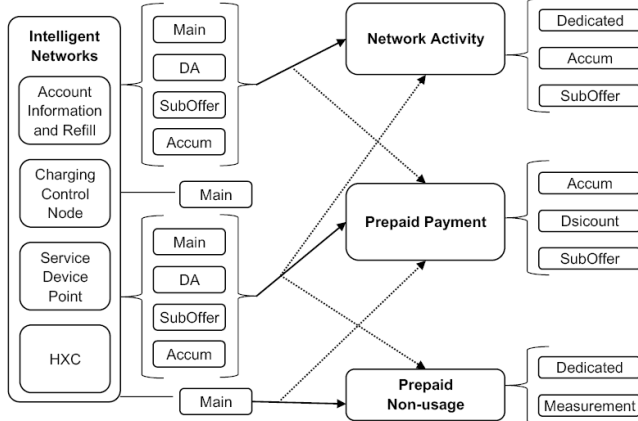 Intelligent
Networks
Account
Information
and Refill
Charging
Control
Node
Service
Device
Point
HXC
Main
DA
SubOffer
Accum
Main
Main
DA
SubOffer
Accum
Main
Network Activity
Prepaid Payment
Prepaid
Non-usage
Dedicated
Accum
SubOffer
Accum
Dsicount
SubOffer
Dedicated
Measurement